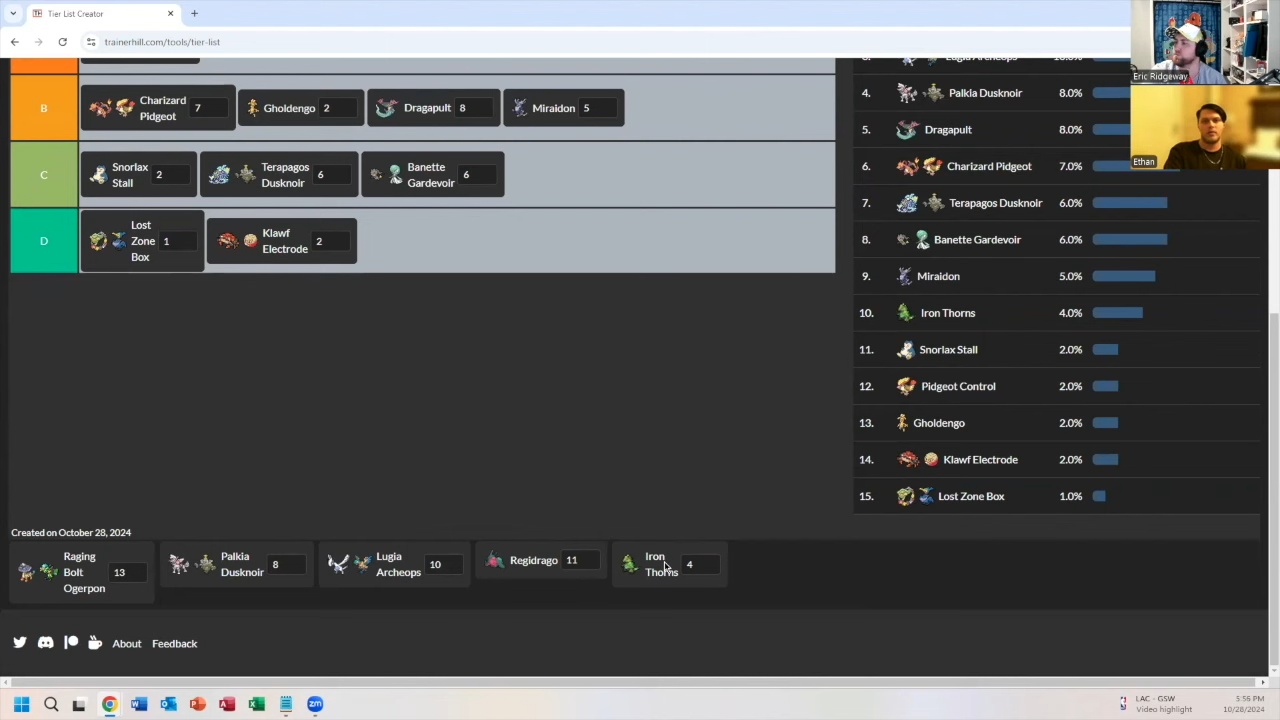 Tier List Creator
trainerhill.com/tools/tier-list
Eric Ridgeway
Ethan
B
Charizard Pidgeot 7
Gholdengo 2
Dragapult 8
Miraidon 5
C
Snorlax Stall 2
Terapagos Dusknoir 6
Banette Gardevoir 6
D
Lost Zone Box 1
Klawf Electrode 2
Lugia Archeops
4. Palkia Dusknoir 8.0%
5. Dragapult 8.0%
6. Charizard Pidgeot 7.0%
7. Terapagos Dusknoir 6.0%
8. Banette Gardevoir 6.0%
9. Miraidon 5.0%
10. Iron Thorns 4.0%
11. Snorlax Stall 2.0%
12. Pidgeot Control 2.0%
13. Gholdengo 2.0%
14. Klawf Electrode 2.0%
15. Lost Zone Box 1.0%
Created on October 28, 2024
Raging Bolt Ogerpon 13
Palkia Dusknoir 8
Lugia Archeops 10
Regidrago 11
Iron Thorns 4
About
Feedback
LAC - GSW
Video highlight
5:56 PM
10/28/2024